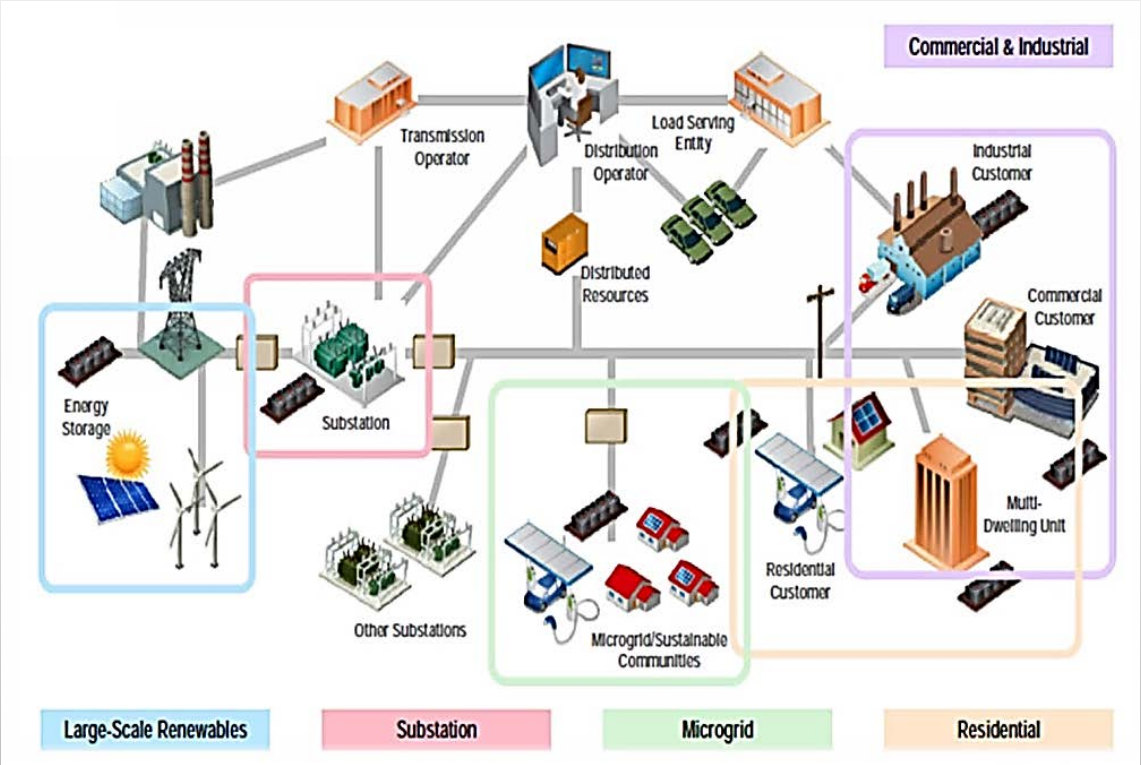 Commercial & Industrial
Transmission
Operator
Distribution
Operator
Load Serving
Entity
Industrial
Customer
Distributed
Resources
Commercial
Customer
Energy
Storage
Substation
Multi-
Dwelling Unit
Residential
Customer
Other Substations
Microgrid/Sustainable
Communities
Large-Scale Renewables
Substation
Microgrid
Residential